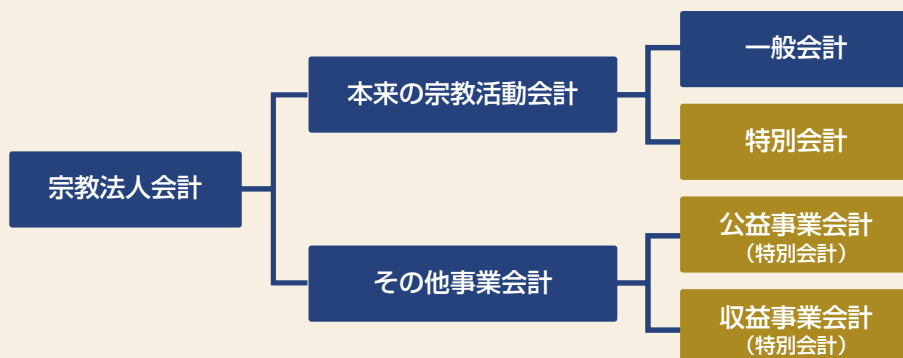 宗教法人会計
本来の宗教活動会計
一般会計
特別会計
その他事業会計
公益事業会計
（特別会計）
収益事業会計
（特別会計）